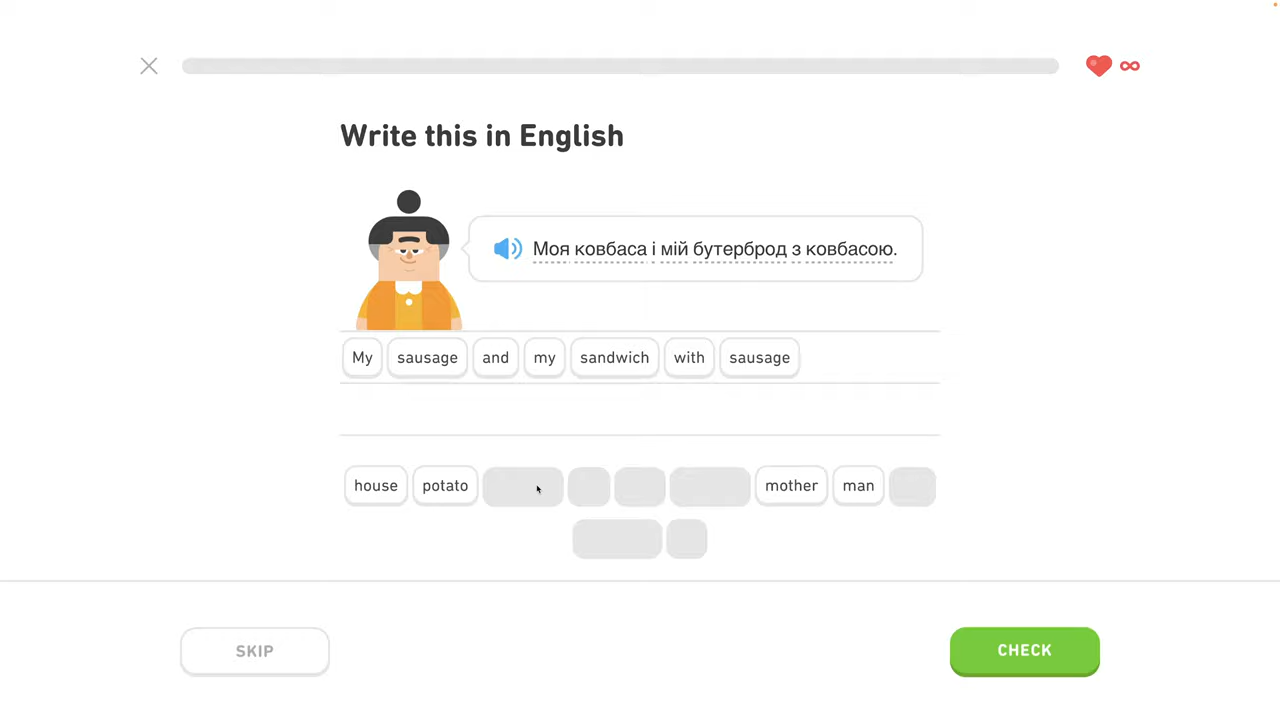 Write this in English
Моя ковбаса і мій бутерброд з ковбасою.
My sausage and my sandwich with sausage
house potato mother man
SKIP CHECK